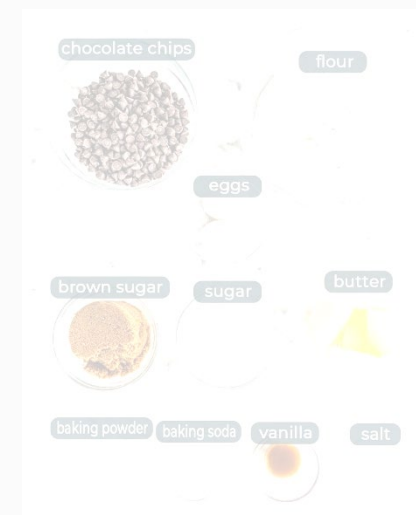 chocolate chips
flour
eggs
brown sugar
sugar
butter
baking powder
baking soda
vanilla
salt